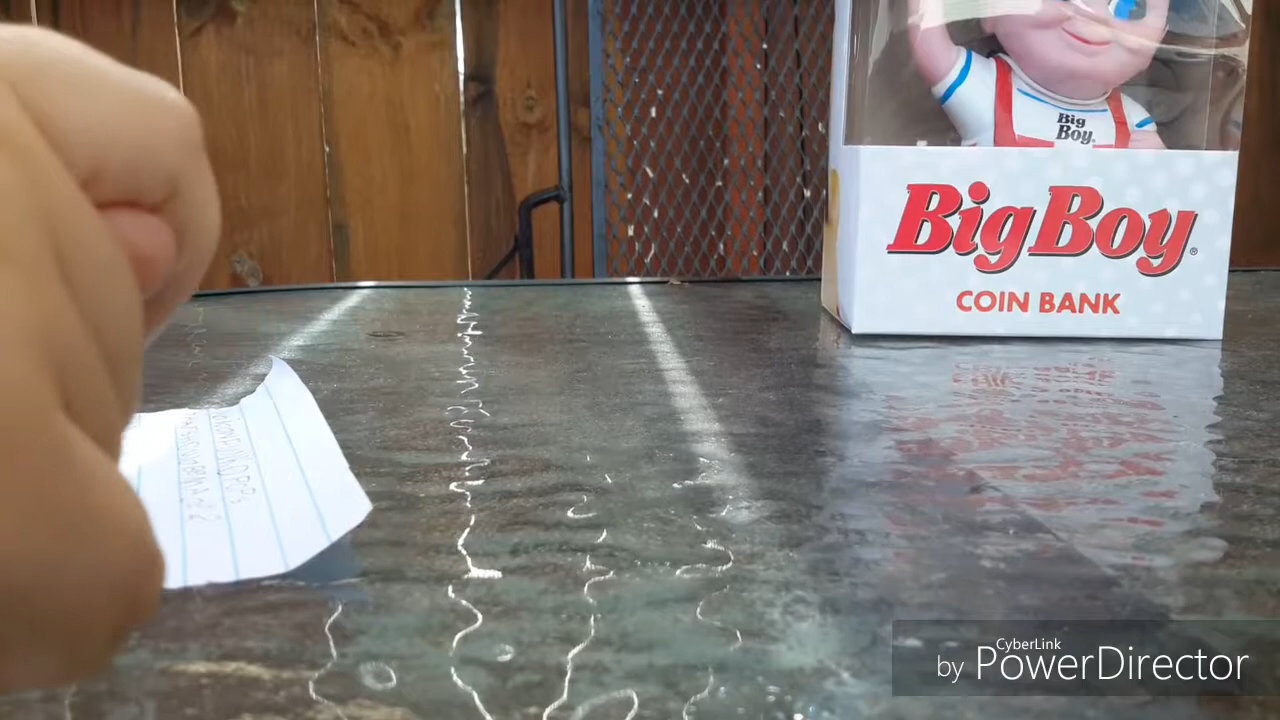 Big
Boy.
Big Boy®
COIN BANK
CyberLink
by PowerDirector